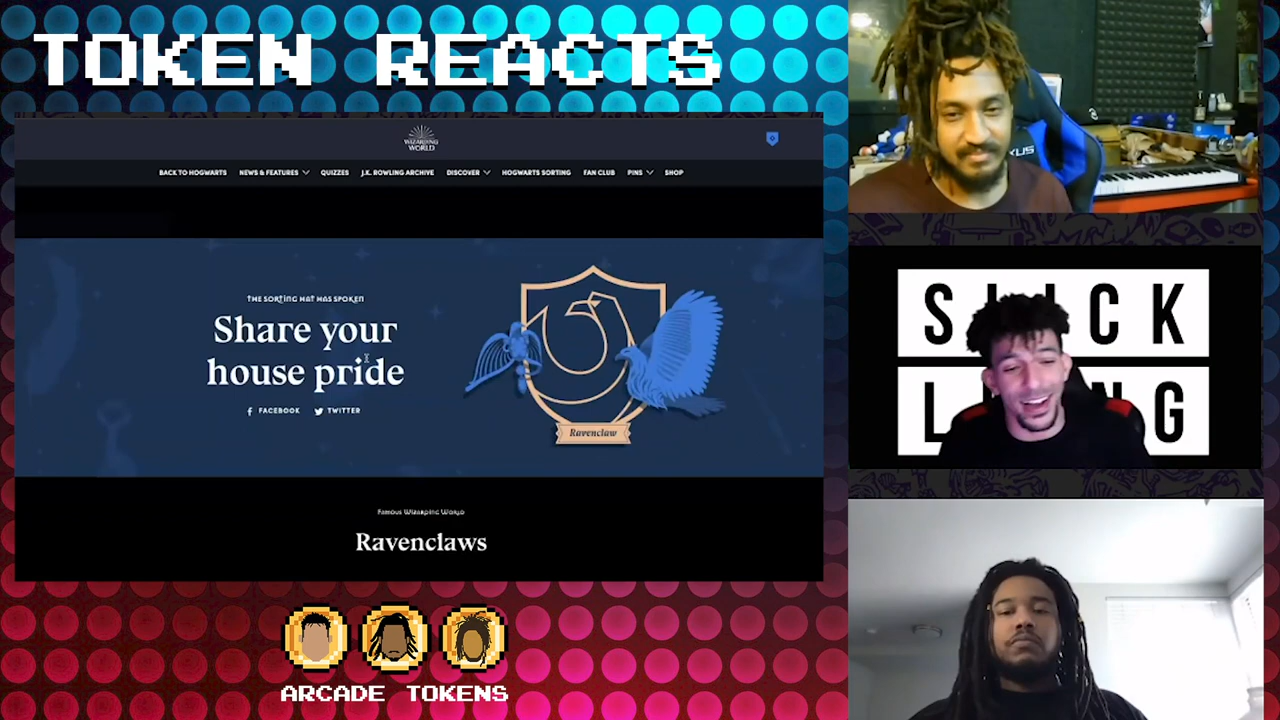 TOKEN REACTS
WIZARDING
WORLD
BACK TO HOGWARTS NEWS & FEATURES QUIZZES J.K. ROWLING ARCHIVE DISCOVER HOGWARTS SORTING FAN CLUB PINS SHOP
THE SORTING HAT HAS SPOKEN
Share your
house pride
FACEBOOK TWITTER
Ravenclaw
Famous Wizarding World
Ravenclaws
ARCADE TOKENS